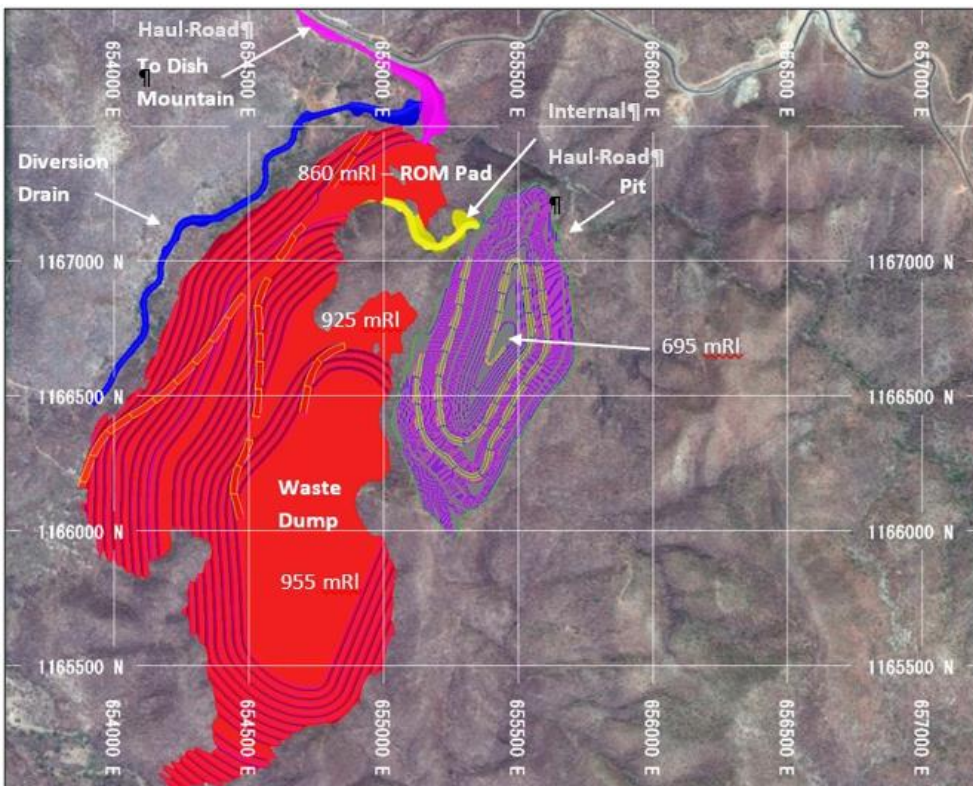 654000 E
654500 E
655000 E
655500 E
656000 E
656500 E
657000 E
Haul·Road¶
To Dish
¶
Mountain
Internal¶
Haul·Road¶
Pit
¶
Diversion
Drain
860 mRl – ROM Pad
1167000 N
1167000 N
925 mRl
695 mRl
1166500 N
1166500 N
Waste
Dump
1166000 N
1166000 N
955 mRl
1165500 N
1165500 N
654000 E
654500 E
655000 E
655500 E
656000 E
656500 E
657000 E